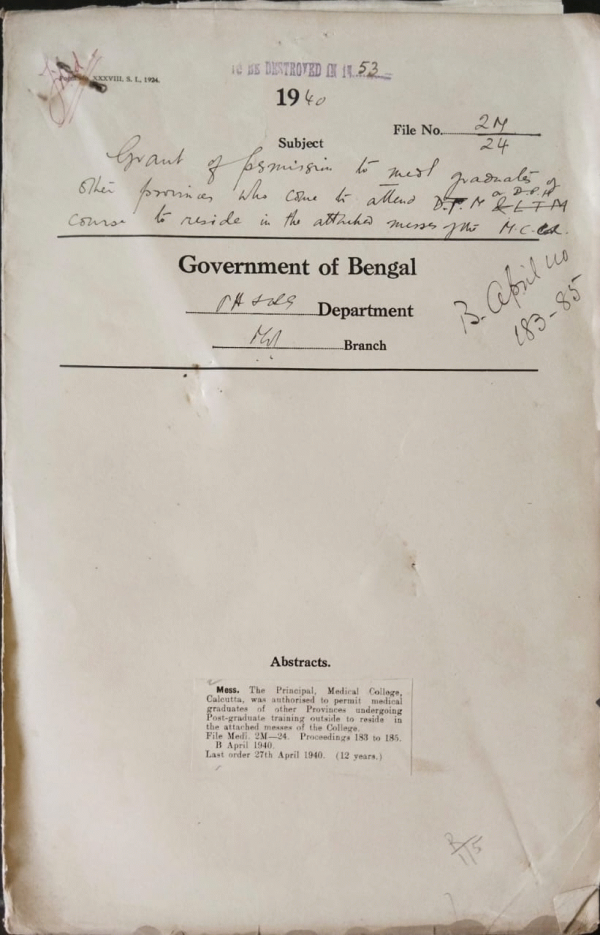 XXXVIII. S. I., 1924.
TO BE DESTROYED IN 1953
1940
File No. 2M
24
Subject
Grant of permission to medl graduates of
other provinces who come to attend D.T.M & L T M
a D.P.H
course to reside in the attached messes of the M.C. Cal.
Government of Bengal
PH & LSG Department
Medl Branch
B. April 40
183-85
Abstracts.
Mess. The Principal, Medical College,
Calcutta, was authorised to permit medical
graduates of other Provinces undergoing
Post-graduate training outside to reside in
the attached messes of the College.
File Medl. 2M—24. Proceedings 183 to 185.
B April 1940.
Last order 27th April 1940. (12 years.)